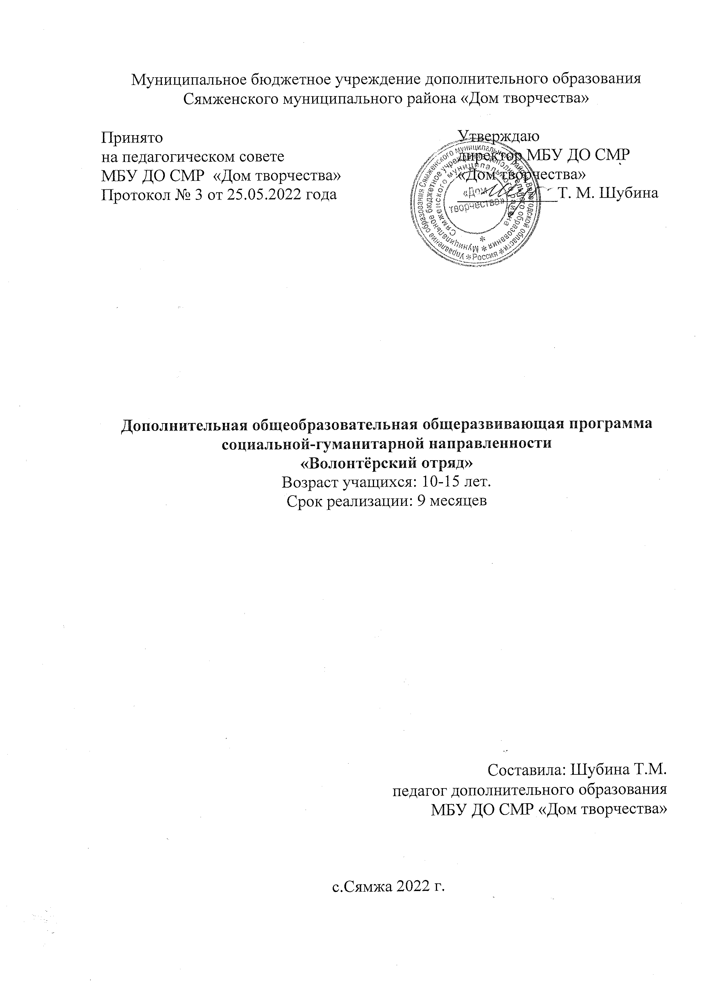 Муниципальное бюджетное учреждение дополнительного образования
Сямженского муниципального района «Дом творчества»
Принято
на педагогическом совете
МБУ ДО СМР «Дом творчества»
Протокол № 3 от 25.05.2022 года
Утверждаю
директор МБУ ДО СМР
«Дом творчества»
Т. М. Шубина
управление образования Сямженского муниципального района Вологодской области * Россия *
Муниципальное бюджетное учреждение дополнительного образования *
Сямженского муниципального района *
«Дом
творчества»
Дополнительная общеобразовательная общеразвивающая программа
социальной-гуманитарной направленности
«Волонтёрский отряд»
Возраст учащихся: 10-15 лет.
Срок реализации: 9 месяцев
Составила: Шубина Т.М.
педагог дополнительного образования
МБУ ДО СМР «Дом творчества»
с.Сямжа 2022 г.